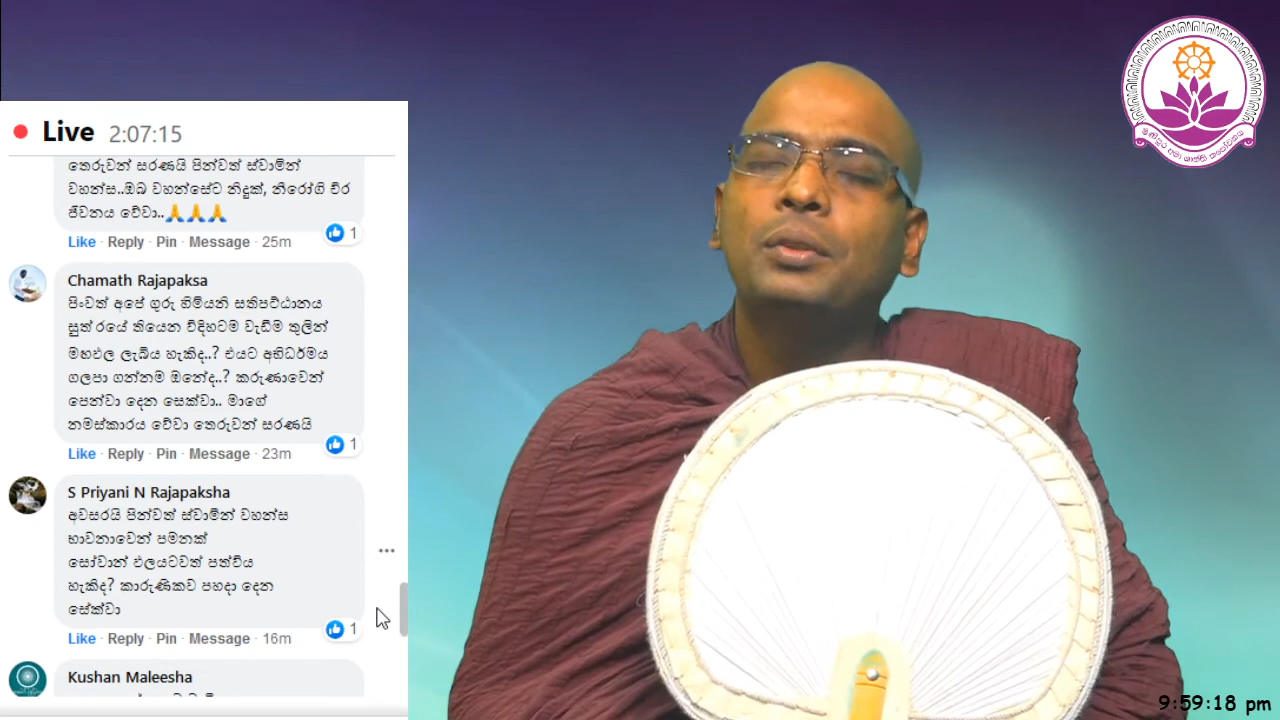 Live 2:07:15
තෙරුවන් සරණයි පින්වත් ස්වාමින්
වහන්ස..ඔබ වහන්සේට නිදුක්, නිරෝගි චිර
ජීවනය වේවා..🙏🙏🙏
Like · Reply · Pin · Message · 25m
1
Chamath Rajapaksa
පිංවත් අපේ ගුරු හිමියනි සතිපට්ඨානය
සුත් රයේ තියෙන විදිහටම වැඩීම තුලින්
මඟඵල ලැබිය හැකිද..? එයට අභිධර්මය
ගලපා ගන්නම ඔනේද..? කරුණාවෙන්
පෙන්වා දෙන සෙක්වා.. මාගේ
නමස්කාරය වේවා තෙරුවන් සරණයි
Like · Reply · Pin · Message · 23m
1
S Priyani N Rajapaksha
අවසරයි පින්වත් ස්වාමින් වහන්ස
භාවනාවෙන් පමනක්
සෝවාන් ඵලයටවත් පත්විය
හැකිද? කාරුණිකව පහදා දෙන
සේක්වා
Like · Reply · Pin · Message · 16m
1
Kushan Maleesha
9:59:18 pm